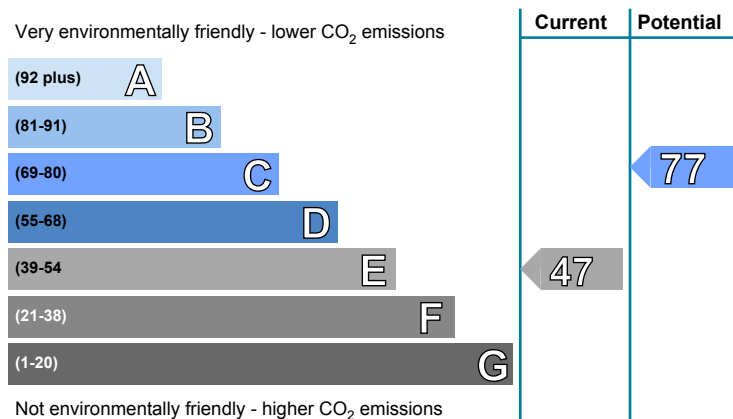 Very environmentally friendly - lower CO2 emissions
Current
Potential
(92 plus) A
(81-91) B
(69-80) C
77
(55-68) D
(39-54 E
47
(21-38) F
(1-20) G
Not environmentally friendly - higher CO2 emissions